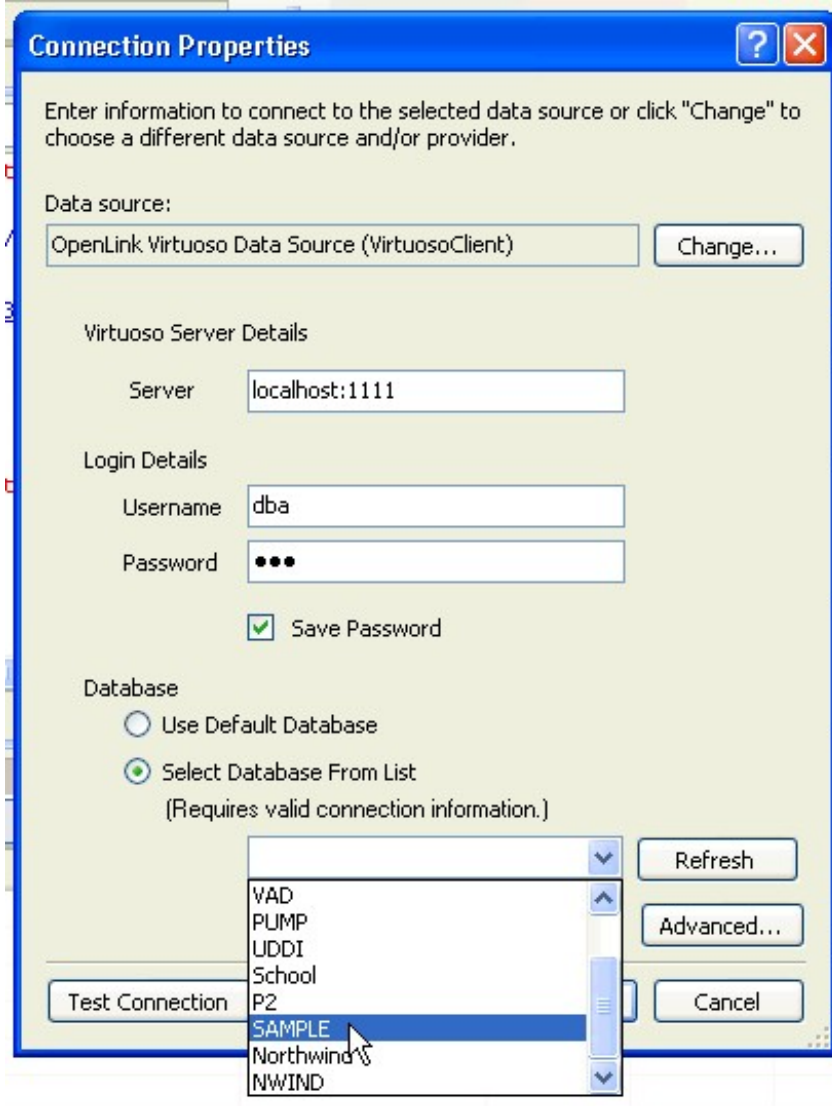 Connection Properties
Enter information to connect to the selected data source or click "Change" to
choose a different data source and/or provider.
Data source:
OpenLink Virtuoso Data Source (VirtuosoClient)
Change...
Virtuoso Server Details
Server
localhost:1111
Login Details
Username
dba
Password
•••
Save Password
Database
Use Default Database
Select Database From List
(Requires valid connection information.)
Refresh
VAD
PUMP
UDDI
School
P2
SAMPLE
Northwind
NWIND
Advanced...
Test Connection
Cancel